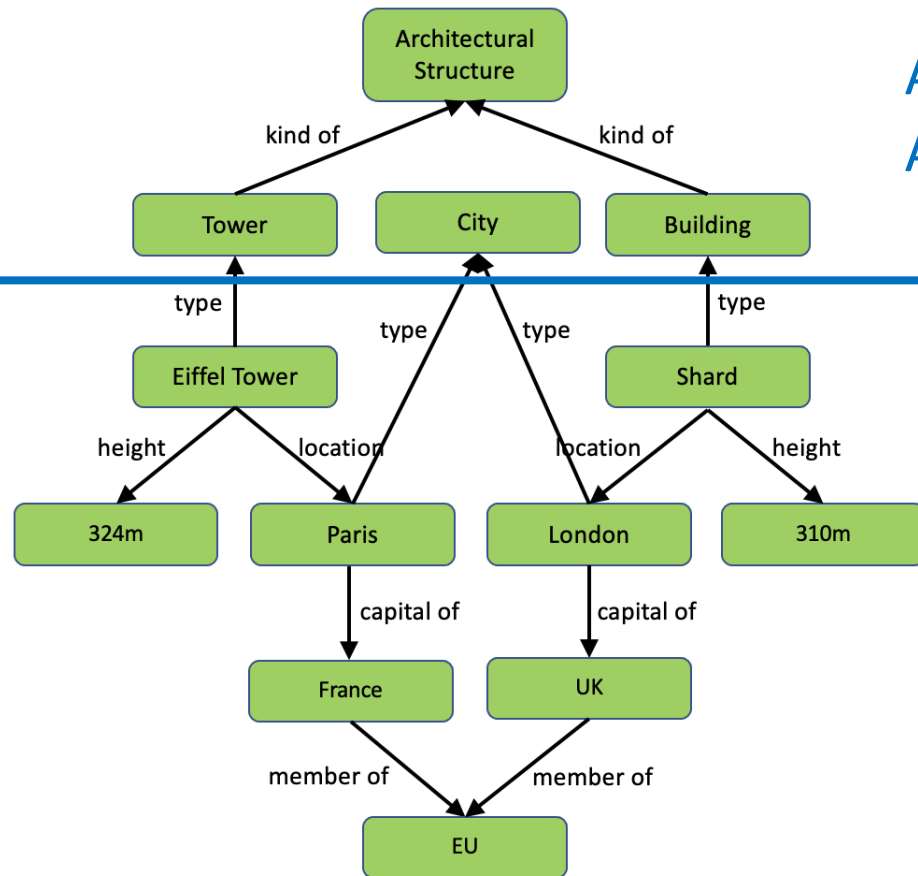 Architectural
Structure
A
kind of
kind of
A
Tower
City
Building
type
type
type
type
Eiffel Tower
Shard
height
location
location
height
324m
Paris
London
310m
capital of
capital of
France
UK
member of
member of
EU